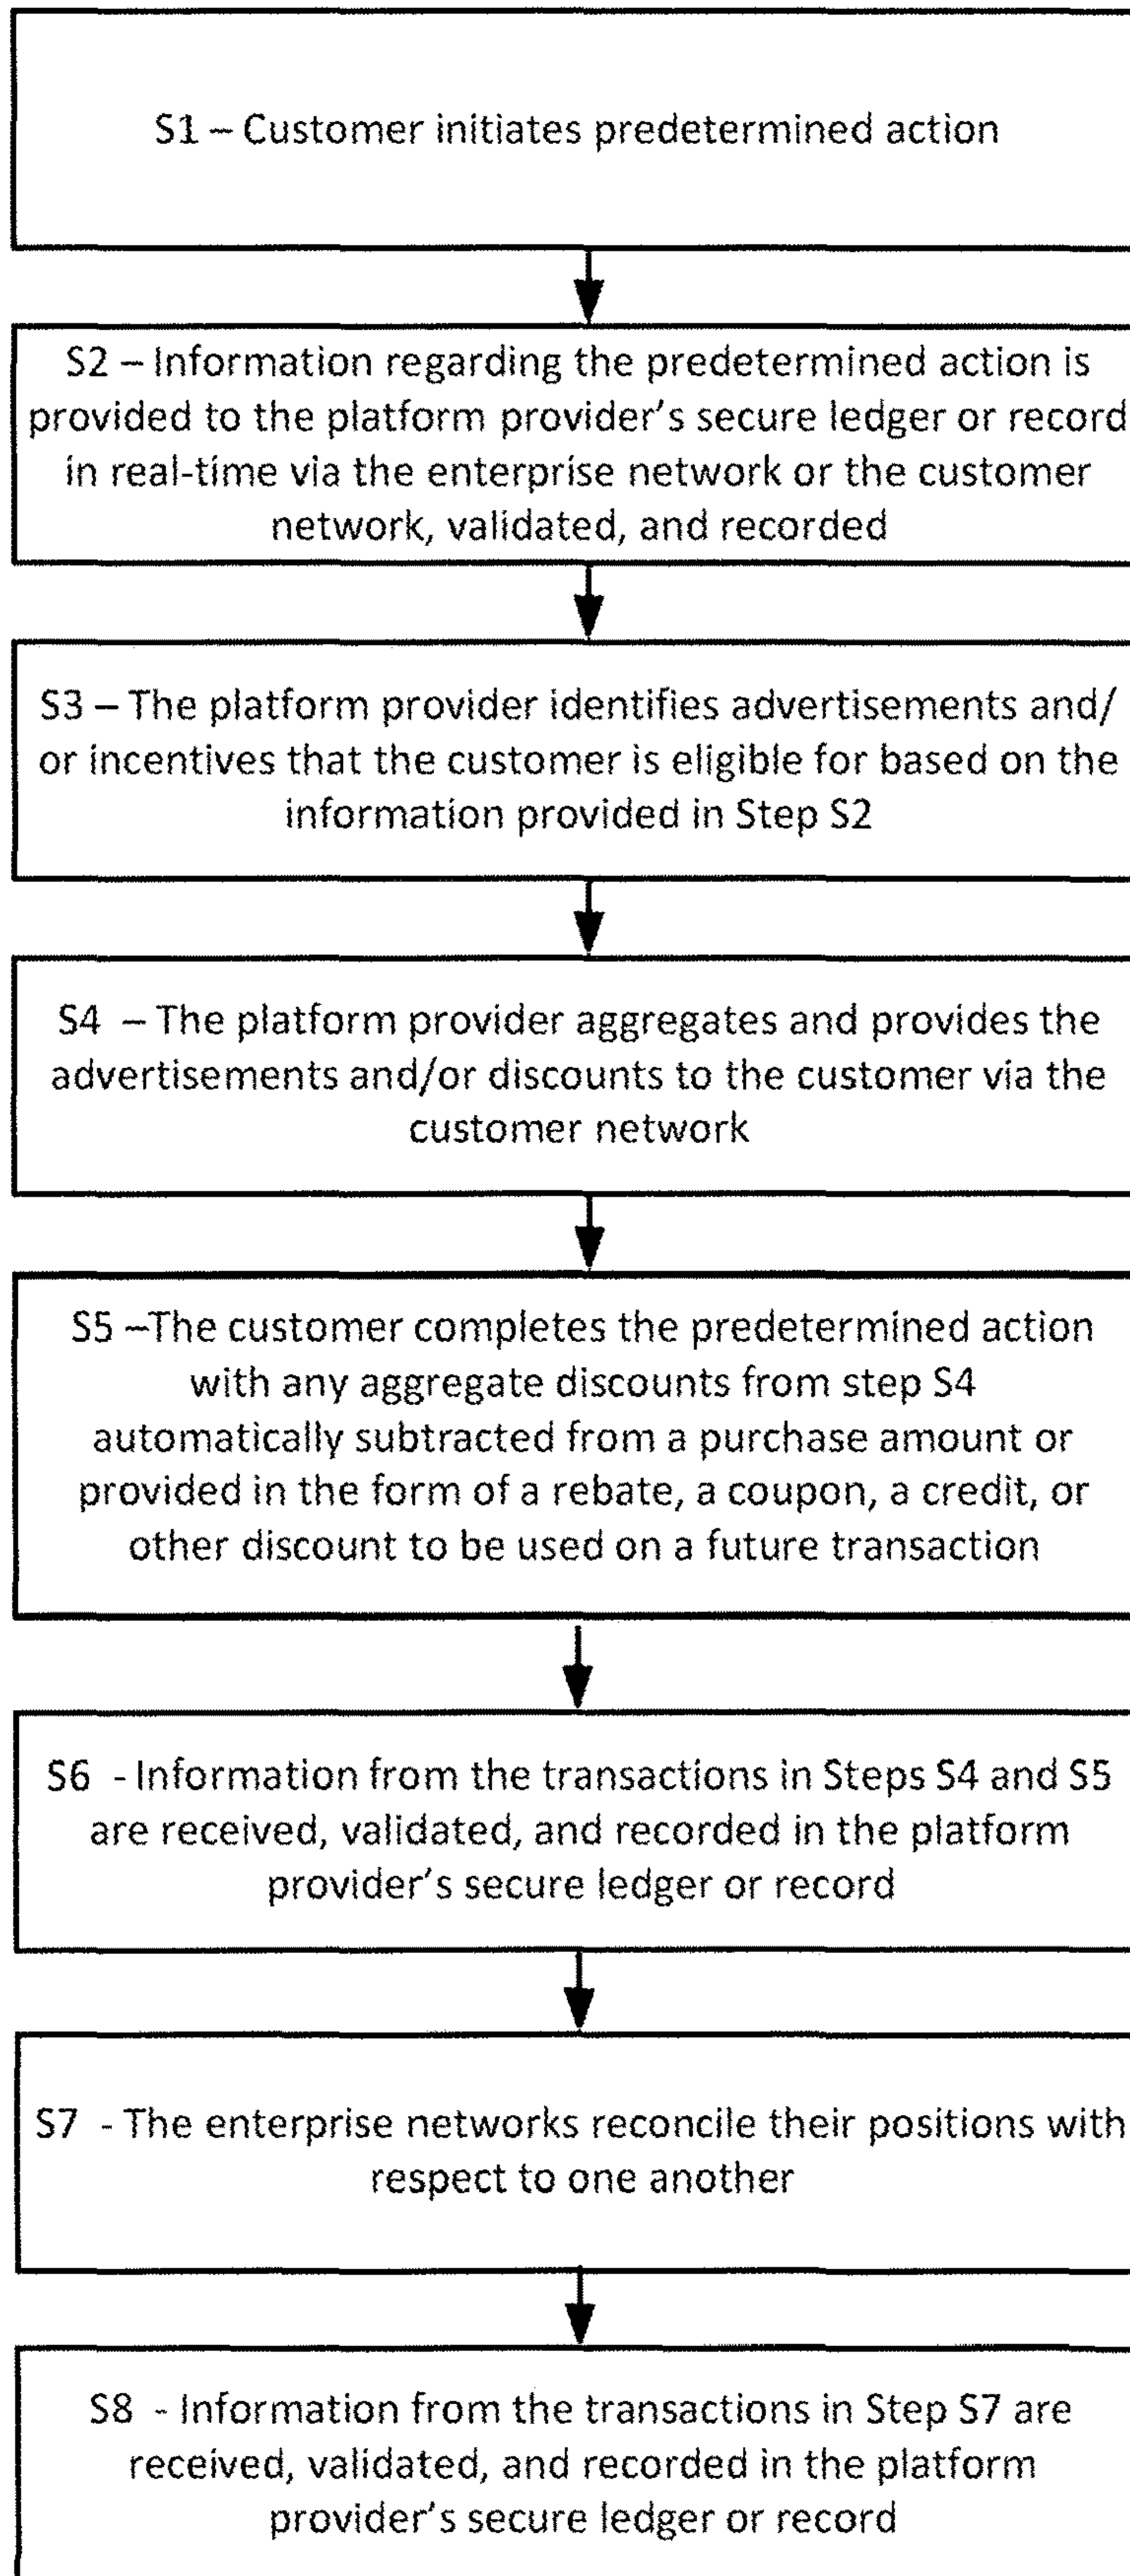 S1 – Customer initiates predetermined action
S2 – Information regarding the predetermined action is
provided to the platform provider's secure ledger or record
in real-time via the enterprise network or the customer
network, validated, and recorded
S3 – The platform provider identifies advertisements and/
or incentives that the customer is eligible for based on the
information provided in Step S2
S4 – The platform provider aggregates and provides the
advertisements and/or discounts to the customer via the
customer network
S5 –The customer completes the predetermined action
with any aggregate discounts from step S4
automatically subtracted from a purchase amount or
provided in the form of a rebate, a coupon, a credit, or
other discount to be used on a future transaction
S6 - Information from the transactions in Steps S4 and S5
are received, validated, and recorded in the platform
provider's secure ledger or record
S7 - The enterprise networks reconcile their positions with
respect to one another
S8 - Information from the transactions in Step S7 are
received, validated, and recorded in the platform
provider's secure ledger or record